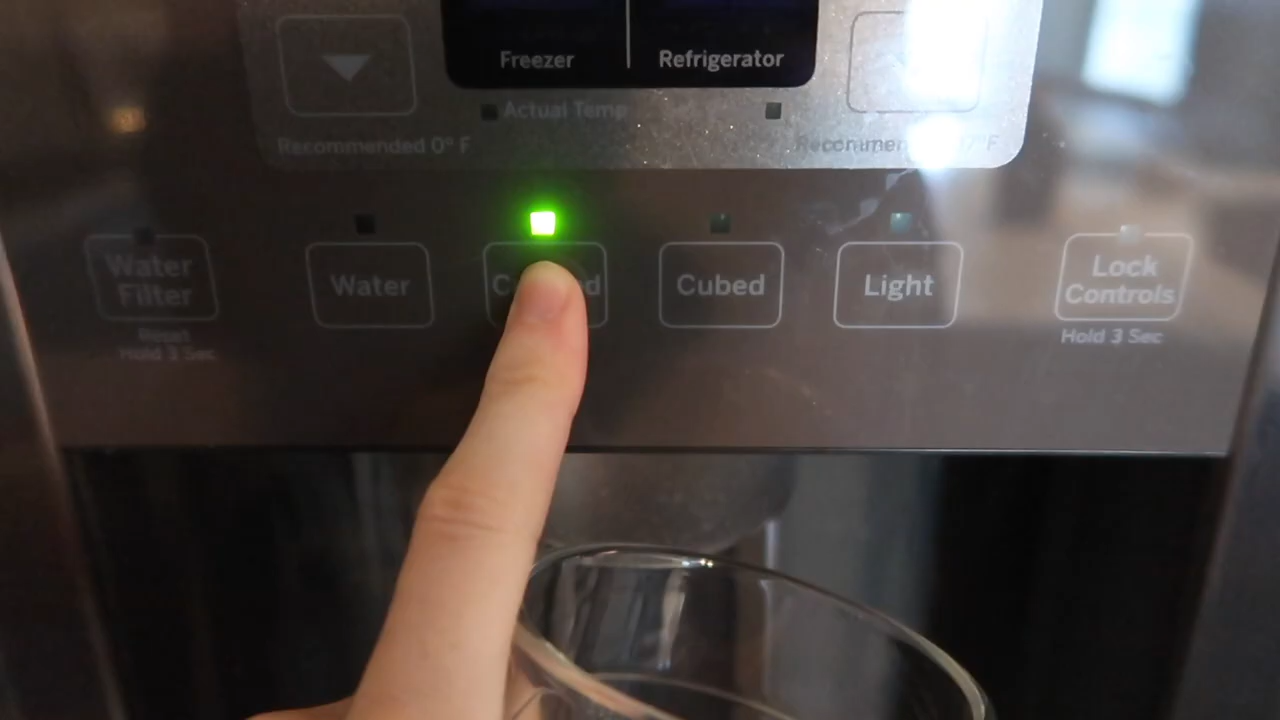 Freezer
Refrigerator
Actual Temp
Recommended 0° F
Water
Filter
Reset
Hold 3 Sec
Water
Cubed
Light
Lock
Controls
Hold 3 Sec